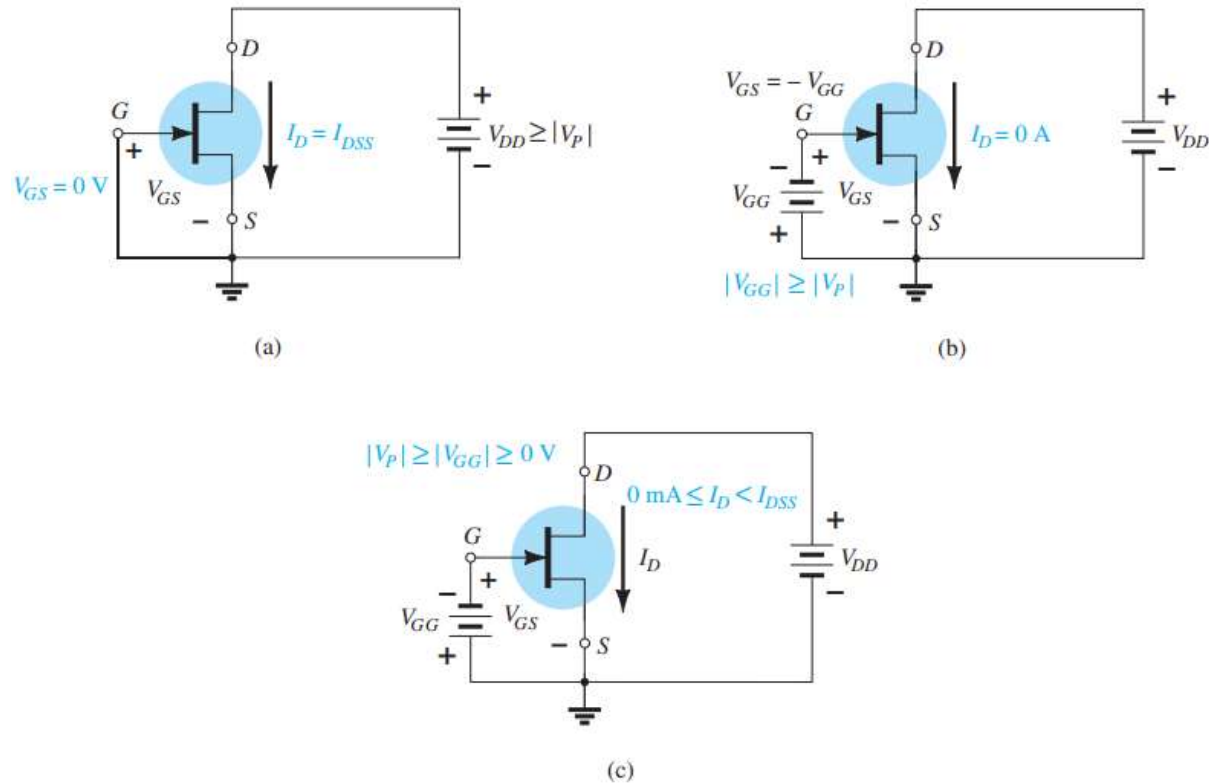 D
G
+
I_D = I_DSS
+
V_DD ≥ |V_P|
−
V_GS = 0 V
V_GS
−
S
(a)
D
V_GS = − V_GG
G
+
I_D = 0 A
+
V_DD
−
−
V_GG
V_GS
−
S
+
|V_GG| ≥ |V_P|
(b)
|V_P| ≥ |V_GG| ≥ 0 V
D
0 mA ≤ I_D < I_DSS
G
+
I_D
+
V_DD
−
−
V_GG
V_GS
−
S
+
(c)